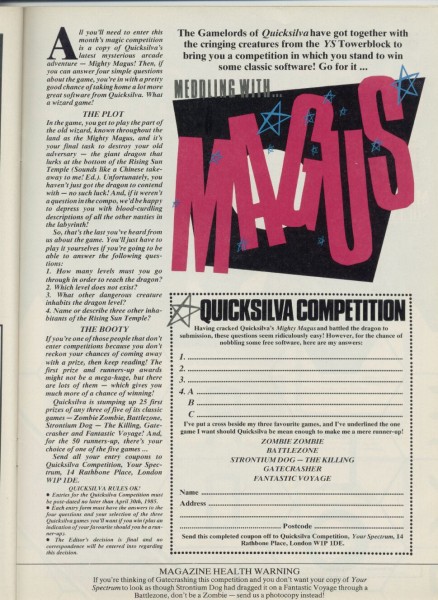 All you'll need to enter this
month's magic competition
is a copy of Quicksilva's
latest mysterious arcade
adventure — Mighty Magus! Then, if
you can answer four simple questions
about the game, you're in with a pretty
good chance of taking home a lot more
great software from Quicksilva. What
a wizard game!
THE PLOT
In the game, you get to play the part of
the old wizard, known throughout the
land as the Mighty Magus, and it's
your final task to destroy your old
adversary — the giant dragon that
lurks at the bottom of the Rising Sun
Temple (Sounds like a Chinese take-
away to me! Ed.). Unfortunately, you
haven't just got the dragon to contend
with — no such luck! And, if it weren't
a question in the compo, we'd be happy
to depress you with blood-curdling
descriptions of all the other nasties in
the labyrinth!
So, that's the last you've heard from
us about the game. You'll just have to
play it yourselves if you're going to be
able to answer the following ques-
tions:
1. How many levels must you go
through in order to reach the dragon?
2. Which level does not exist?
3. What other dangerous creature
inhabits the dragon level?
4. Name or describe three other inha-
bitants of the Rising Sun Temple?
THE BOOTY
If you're one of those people that don't
enter competitions because you don't
reckon your chances of coming away
with a prize, then keep reading! The
first prize and runners-up awards
might not be a mega-huge, but there
are lots of them — which gives you
much more of a chance of winning!
Quicksilva is stumping up 25 first
prizes of any three of five of its classic
games — Zombie Zombie, Battlezone,
Strontium Dog — The Killing, Gate-
crasher and Fantastic Voyage! And,
for the 50 runners-up, there's your
choice of one of the five games ...
Send all your entry coupons to
Quicksilva Competition, Your Spec-
trum, 14 Rathbone Place, London
W1P 1DE.
QUICKSILVA RULES OK!
● Entries for the Quicksilva Competition must
be post-dated no later than April 30th, 1985.
● Each entry form must have the answers to the
four questions and your selection of the three
Quicksilva games you'll want if you win (plus an
indication of your favourite should you be a run-
ner-up).
● The Editor's decision is final and no
correspondence will be entered into regarding
this decision.
The Gamelords of Quicksilva have got together with
the cringing creatures from the YS Towerblock to
bring you a competition in which you stand to win
some classic software! Go for it ...
MEDDLING WITH...
MAGUS
QUICKSILVA COMPETITION
Having cracked Quicksilva's Mighty Magus and battled the dragon to
submission, these questions seem ridiculously easy! However, for the chance of
nobbling some free software, here are my answers:
1.
2.
3.
4. A
B
C
I've put a cross beside my three favourite games, and I've underlined the one
game I want should Quicksilva be mean enough to make me a mere runner-up!
ZOMBIE ZOMBIE
BATTLEZONE
STRONTIUM DOG — THE KILLING
GATECRASHER
FANTASTIC VOYAGE
Name
Address
Postcode
Send this completed coupon off to Quicksilva Competition, Your Spectrum, 14
Rathbone Place, London W1P 1DE.
MAGAZINE HEALTH WARNING
If you're thinking of Gatecrashing this competition and you don't want your copy of Your
Spectrum to look as though Strontium Dog had dragged it on a Fantastic Voyage through a
Battlezone, don't be a Zombie — send us a photocopy instead!